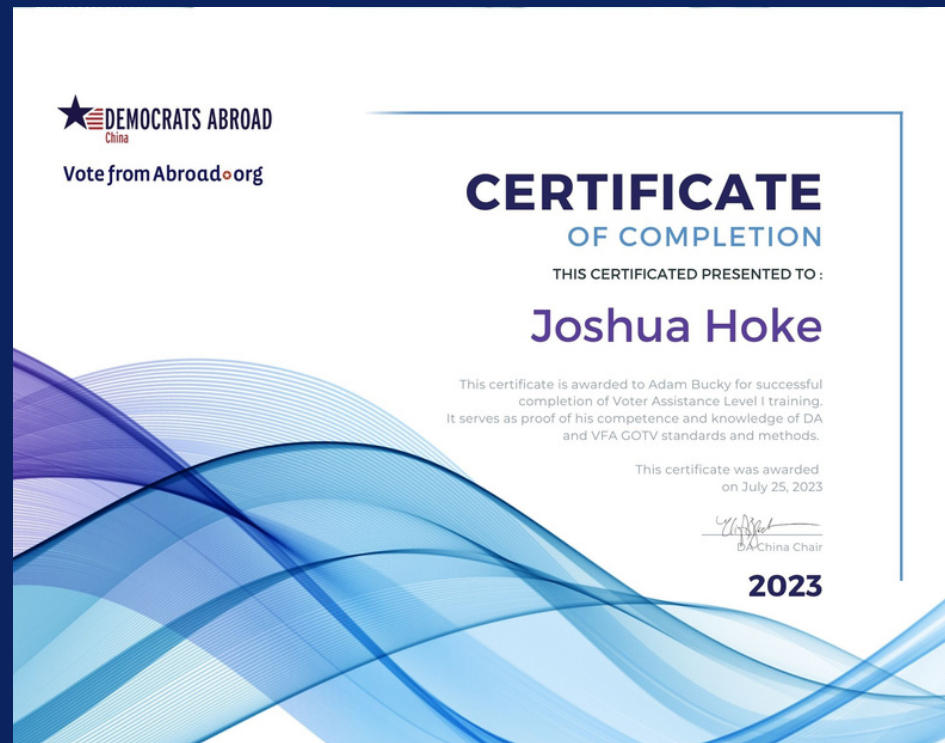 DEMOCRATS ABROAD
China
Vote from Abroad.org
CERTIFICATE
OF COMPLETION
THIS CERTIFICATED PRESENTED TO :
Joshua Hoke
This certificate is awarded to Adam Bucky for successful
completion of Voter Assistance Level I training.
It serves as proof of his competence and knowledge of DA
and VFA GOTV standards and methods.
This certificate was awarded
on July 25, 2023
DA China Chair
2023